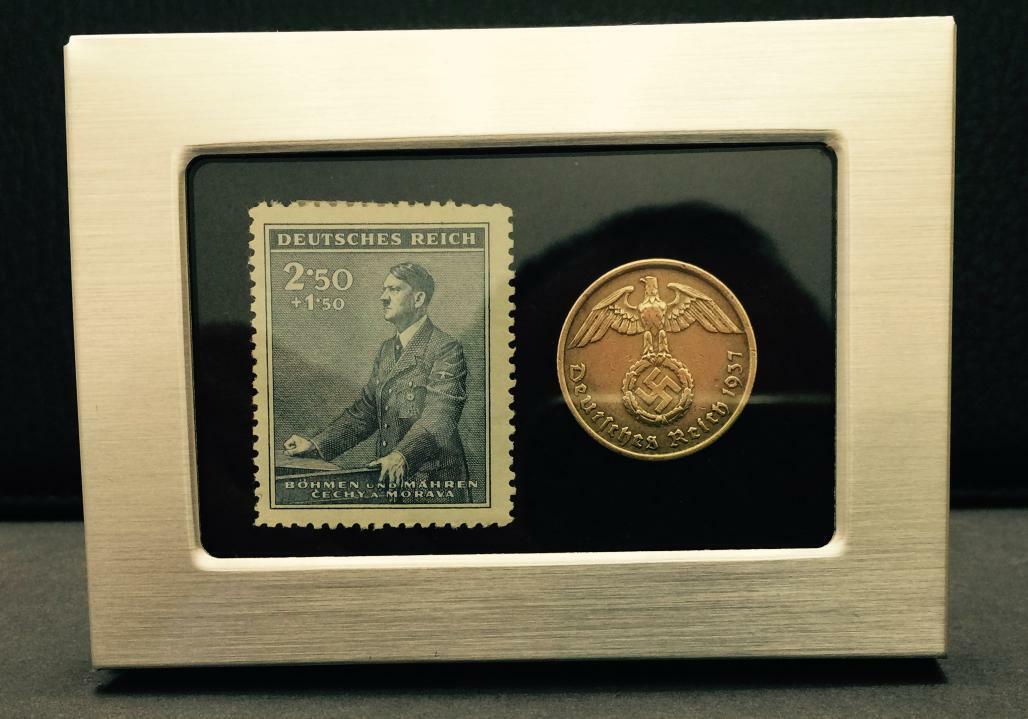 DEUTSCHES REICH
2·50
+1·50
BÖHMEN UND MÄHREN
ČECHY A MORAVA
Deutsches Reich 1937